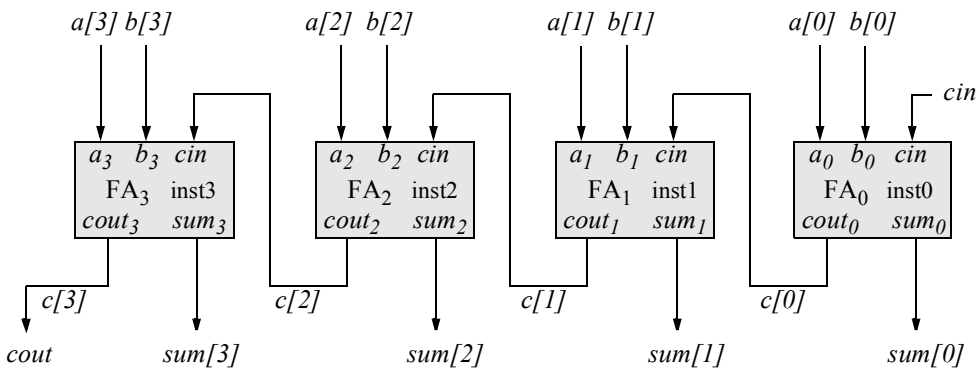 a[3] b[3] a[2] b[2] a[1] b[1] a[0] b[0]
cin
a3 b3 cin a2 b2 cin a1 b1 cin a0 b0 cin
FA3 inst3 FA2 inst2 FA1 inst1 FA0 inst0
cout3 sum3 cout2 sum2 cout1 sum1 cout0 sum0
c[3] c[2] c[1] c[0]
cout sum[3] sum[2] sum[1] sum[0]